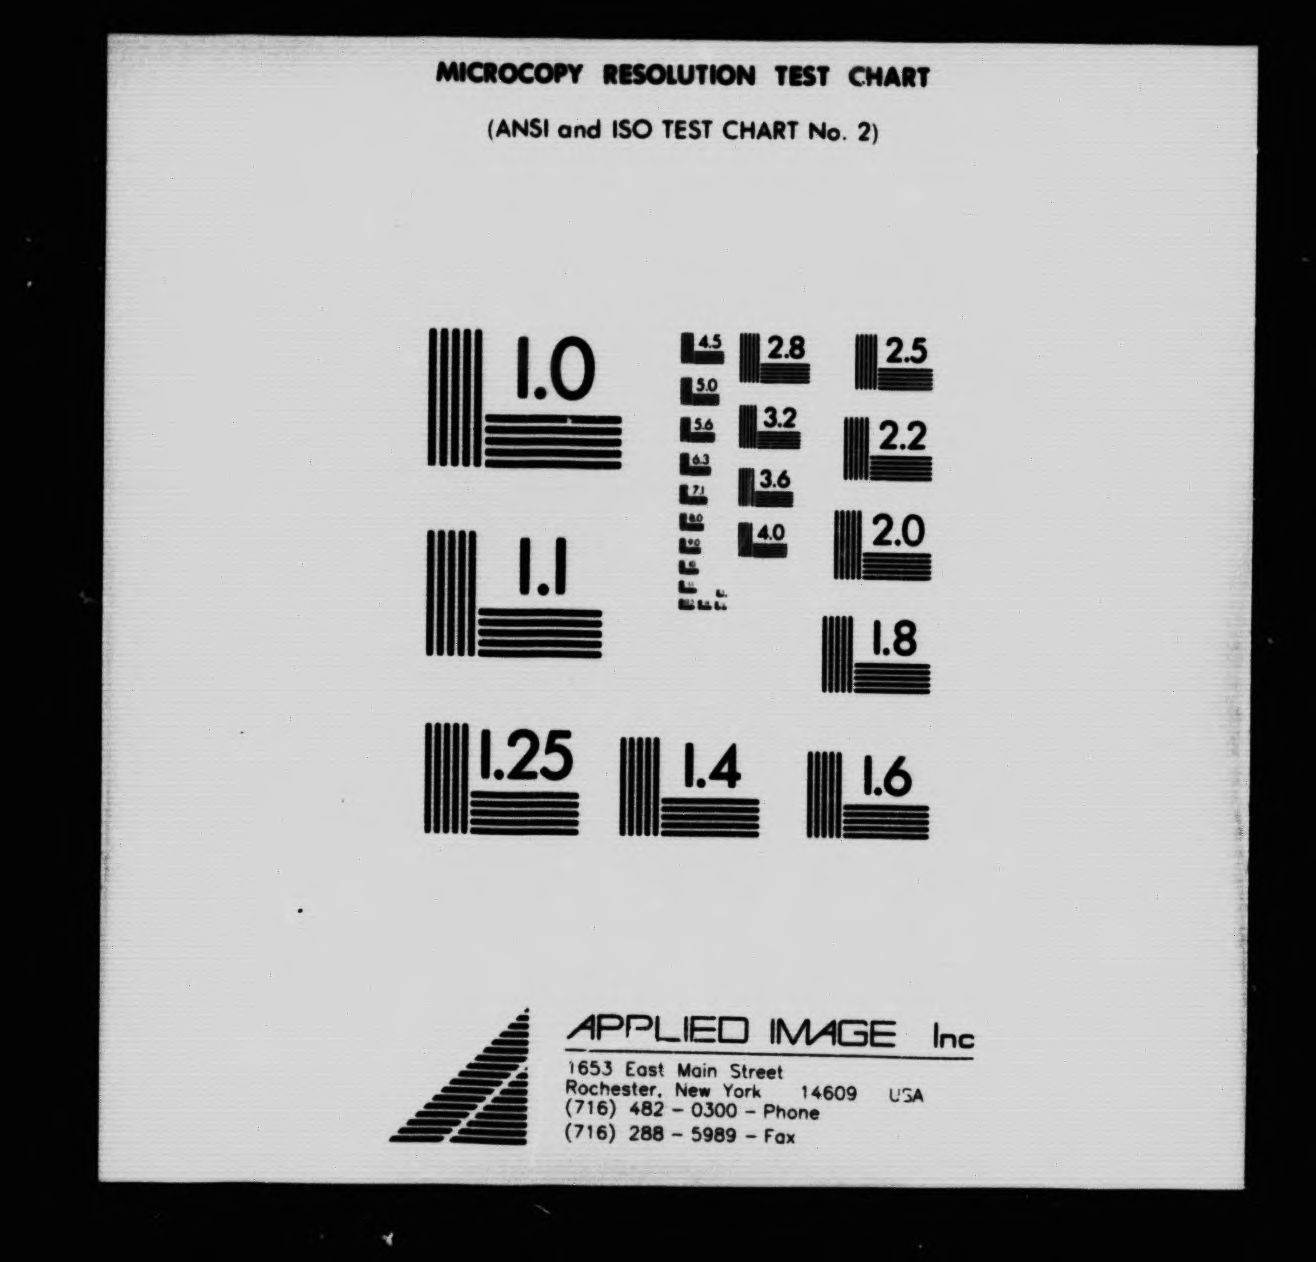 MICROCOPY RESOLUTION TEST CHART
(ANSI and ISO TEST CHART No. 2)
1.0
4.5 2.8 2.5
5.0
5.6 3.2 2.2
6.3
7.1 3.6
8.0 4.0 2.0
9.0
10
1.1
1.8
1.25 1.4 1.6
APPLIED IMAGE Inc
1653 East Main Street
Rochester, New York 14609 USA
(716) 482 - 0300 - Phone
(716) 288 - 5989 - Fax